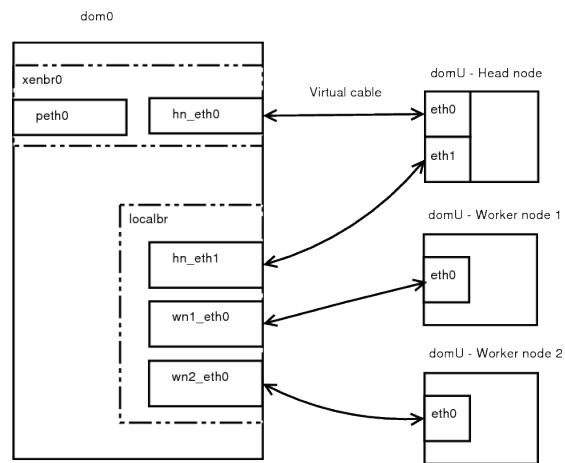 dom0
xenbr0
peth0
hn_eth0
Virtual cable
domU - Head node
eth0
eth1
localbr
hn_eth1
wn1_eth0
wn2_eth0
domU - Worker node 1
eth0
domU - Worker node 2
eth0